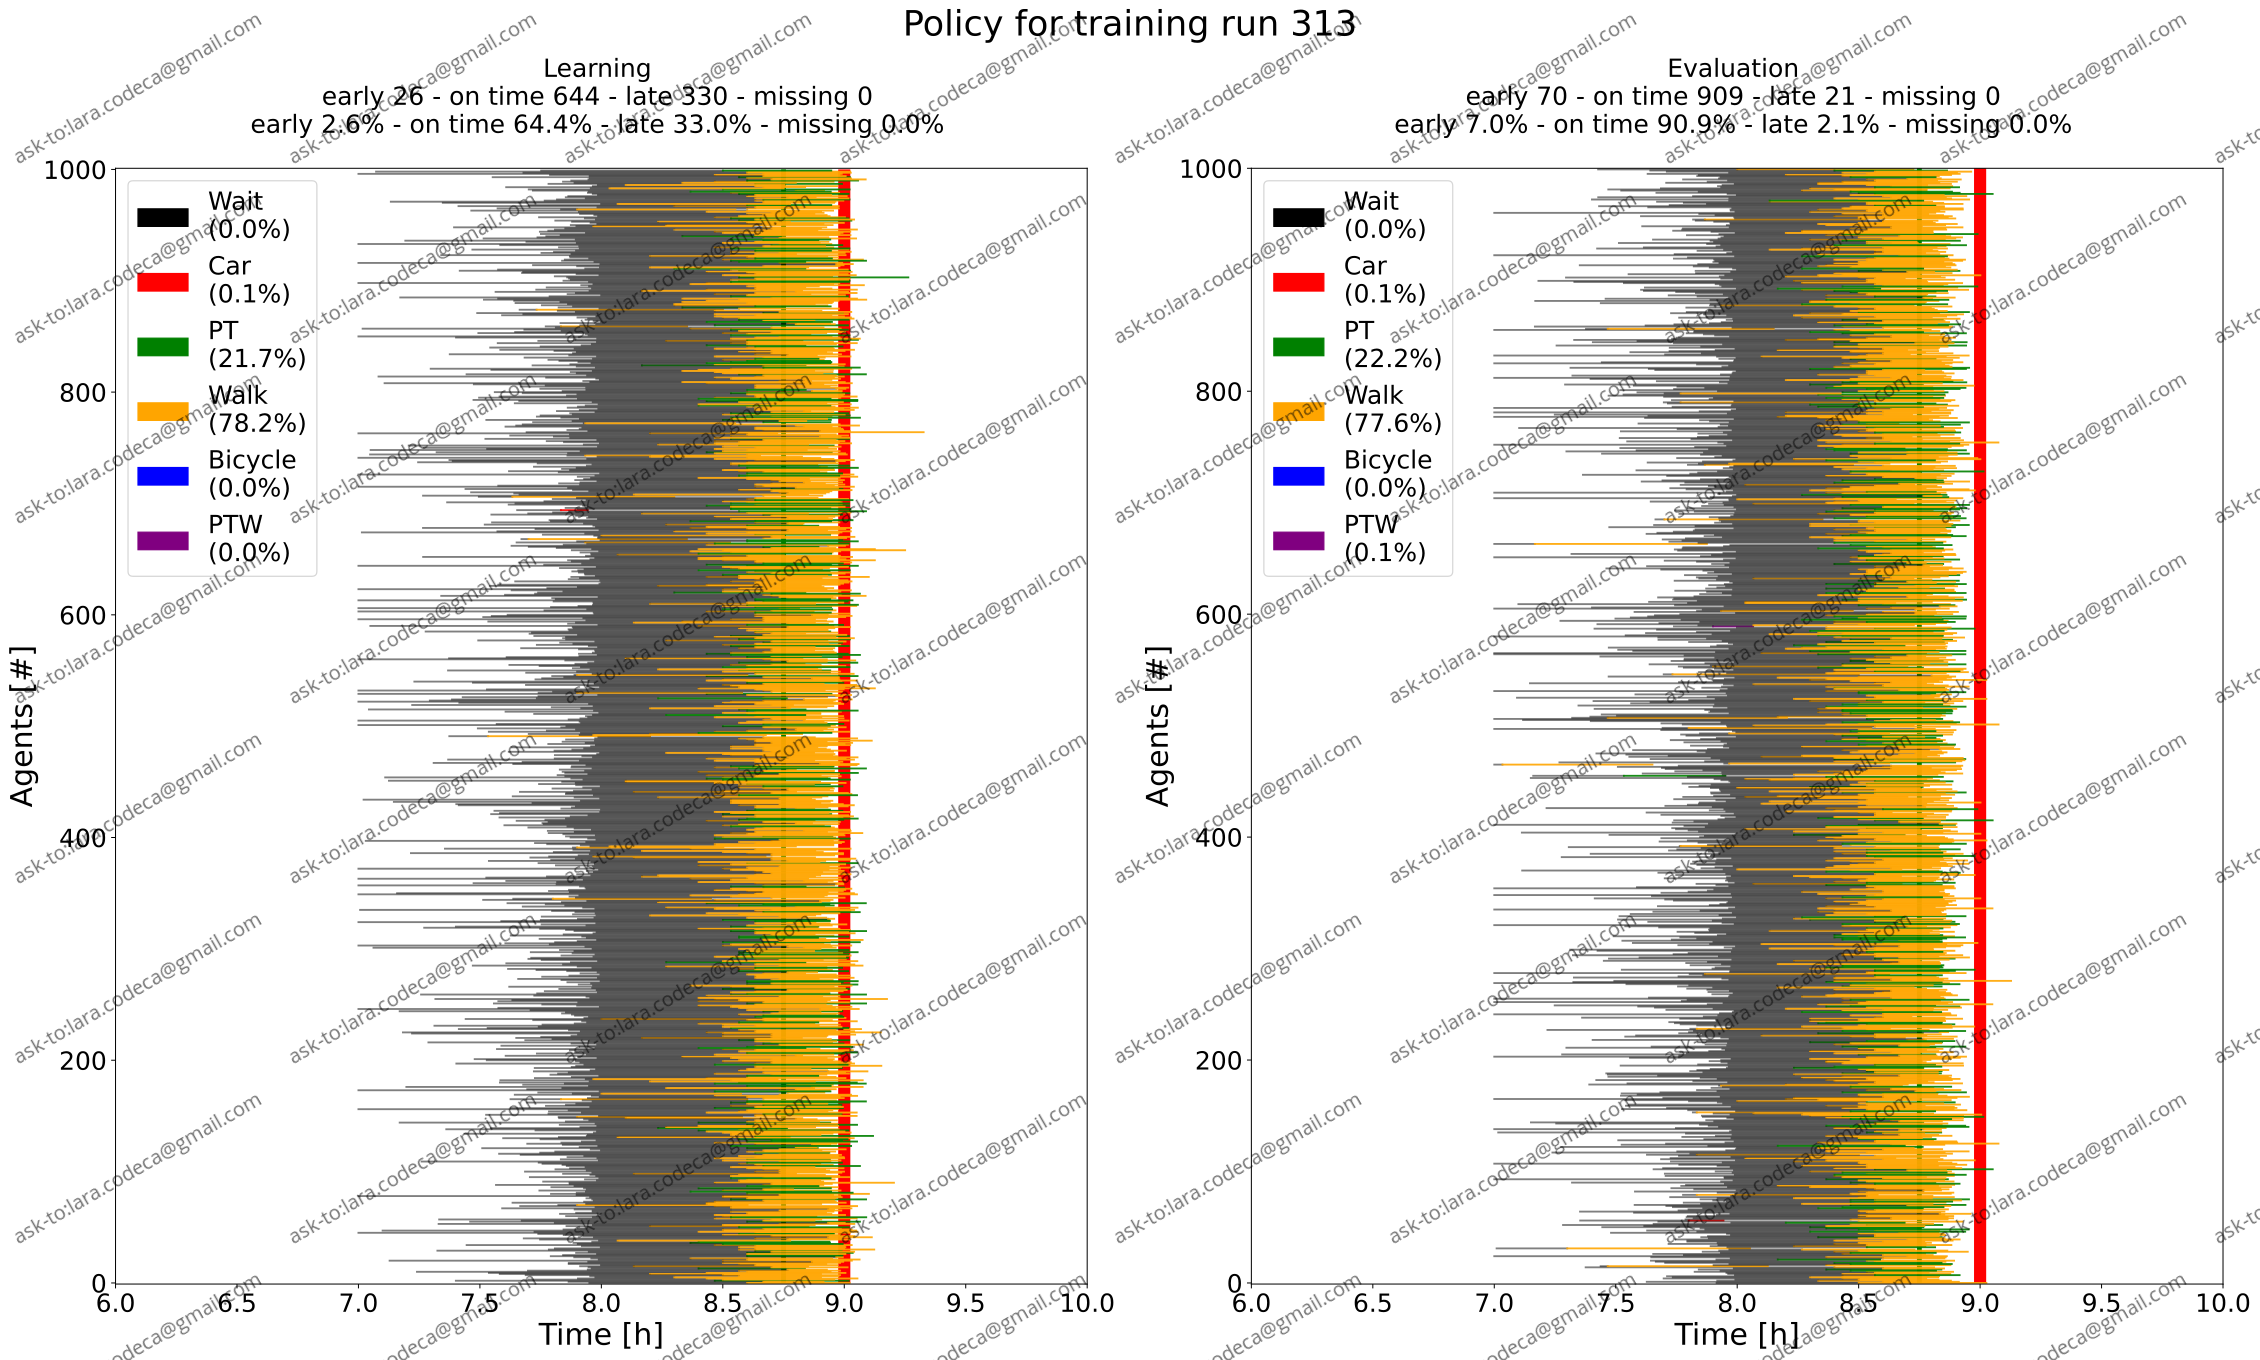 Policy for training run 313
Learning
early 26 - on time 644 - late 330 - missing 0
early 2.6% - on time 64.4% - late 33.0% - missing 0.0%
1000
800
600
400
200
0
Agents [#]
Wait
(0.0%)
Car
(0.1%)
PT
(21.7%)
Walk
(78.2%)
Bicycle
(0.0%)
PTW
(0.0%)
6.0 6.5 7.0 7.5 8.0 8.5 9.0 9.5 10.0
Time [h]
Evaluation
early 70 - on time 909 - late 21 - missing 0
early 7.0% - on time 90.9% - late 2.1% - missing 0.0%
1000
800
600
400
200
0
Agents [#]
Wait
(0.0%)
Car
(0.1%)
PT
(22.2%)
Walk
(77.6%)
Bicycle
(0.0%)
PTW
(0.1%)
6.0 6.5 7.0 7.5 8.0 8.5 9.0 9.5 10.0
Time [h]
ask-to:lara.codeca@gmail.com